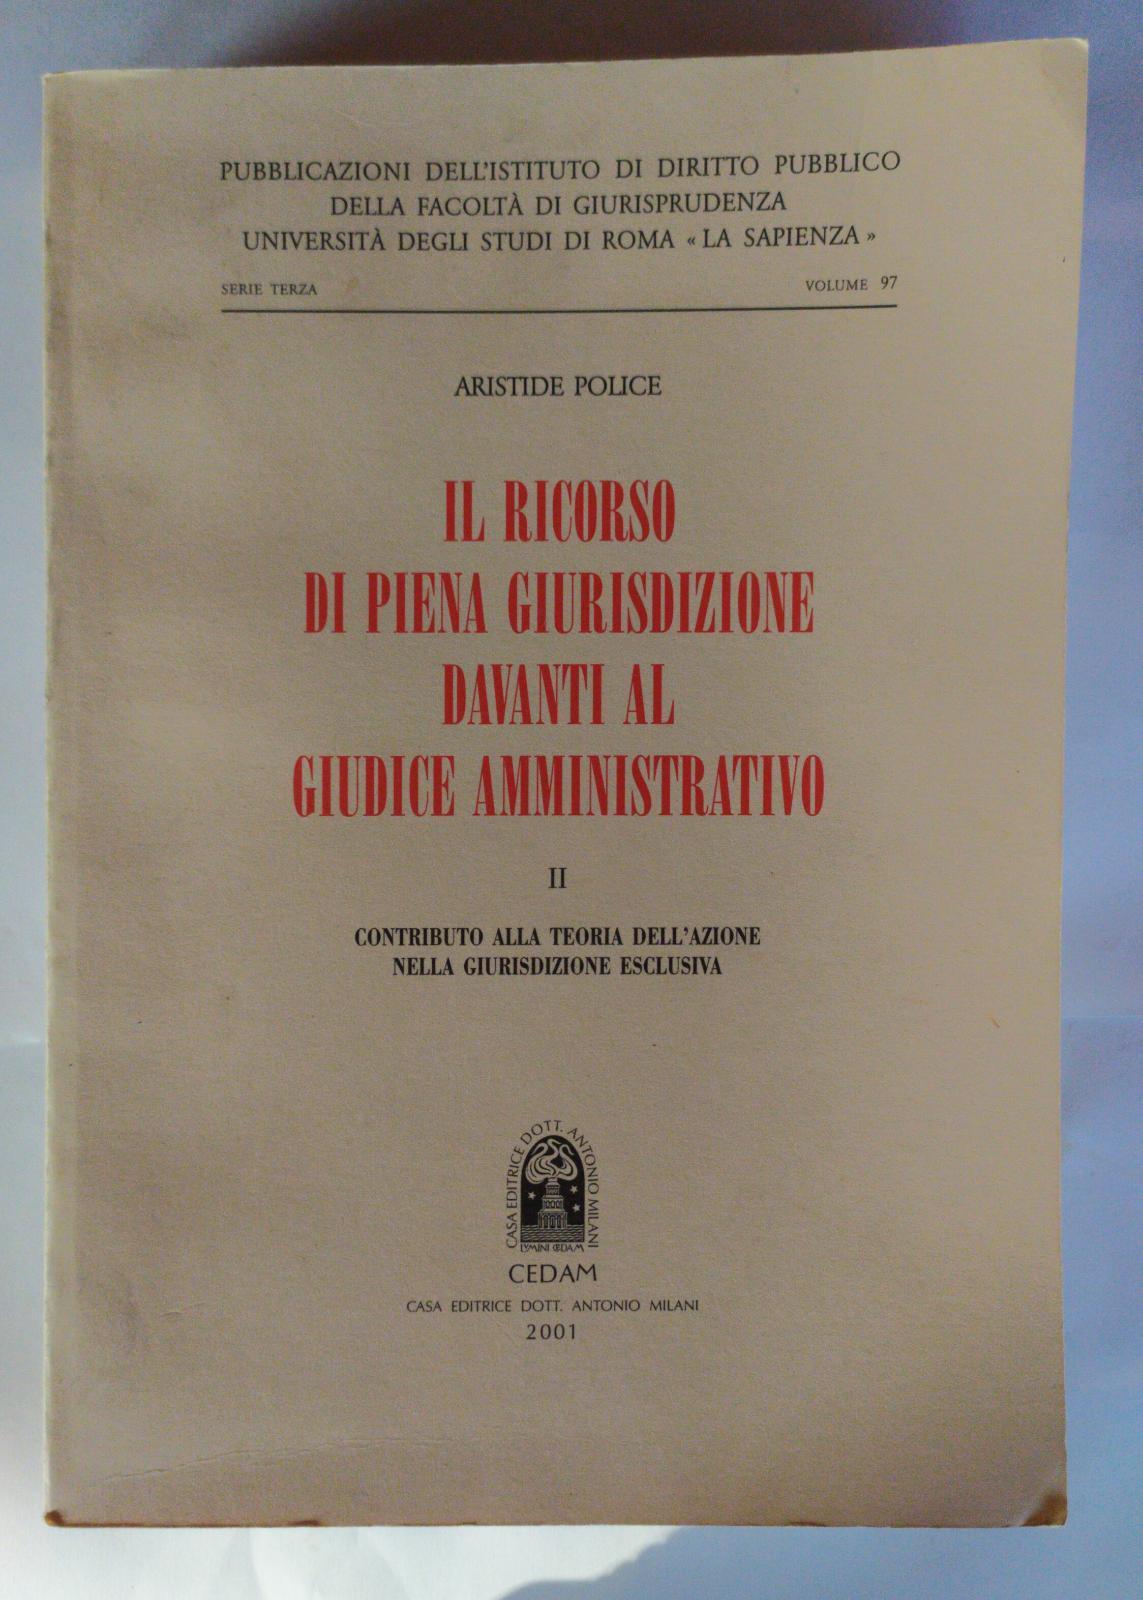 PUBBLICAZIONI DELL'ISTITUTO DI DIRITTO PUBBLICO
DELLA FACOLTÀ DI GIURISPRUDENZA
UNIVERSITÀ DEGLI STUDI DI ROMA «LA SAPIENZA»
SERIE TERZA VOLUME 97
ARISTIDE POLICE
IL RICORSO
DI PIENA GIURISDIZIONE
DAVANTI AL
GIUDICE AMMINISTRATIVO
II
CONTRIBUTO ALLA TEORIA DELL'AZIONE
NELLA GIURISDIZIONE ESCLUSIVA
CASA EDITRICE DOTT. ANTONIO MILANI
LVMINI CEDAM
CEDAM
CASA EDITRICE DOTT. ANTONIO MILANI
2001